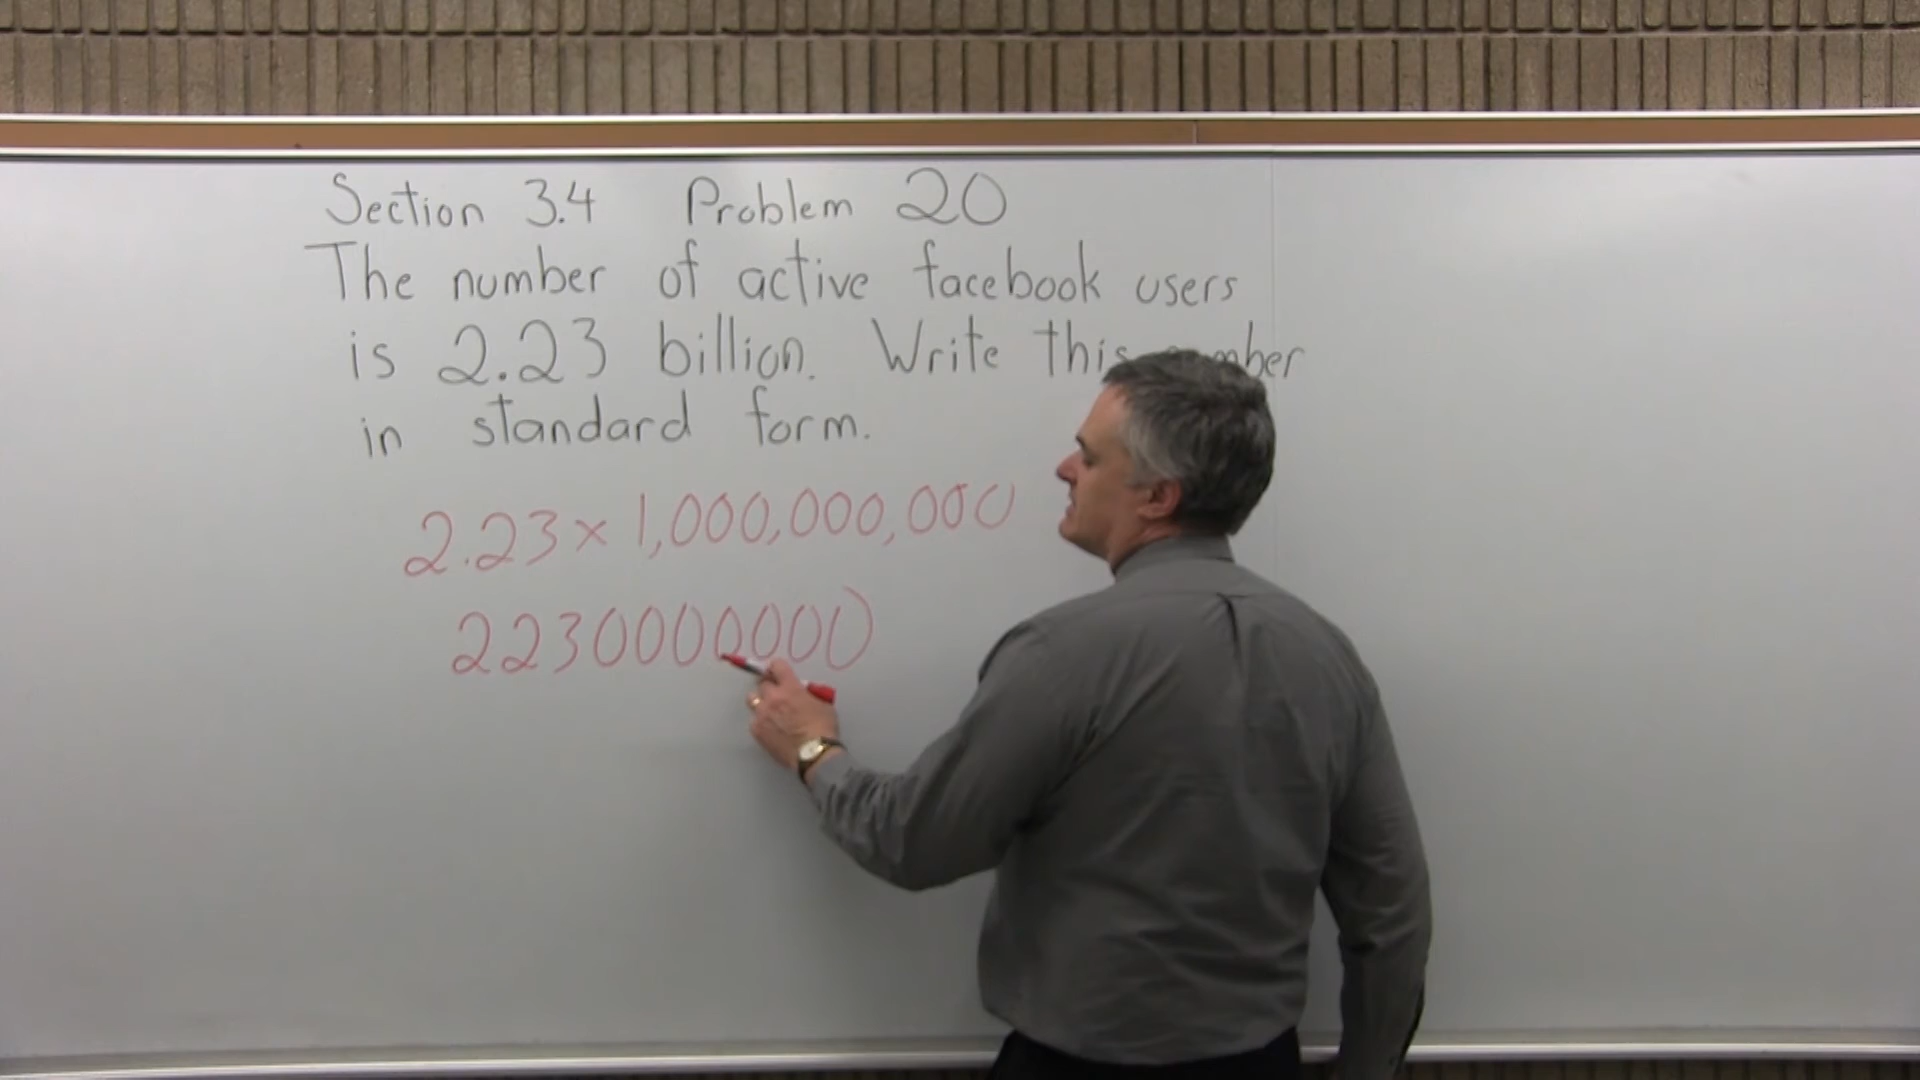 Section 3.4 Problem 20
The number of active facebook users
is 2.23 billion. Write this
in standard form.
2.23 × 1,000,000,000
2230000000